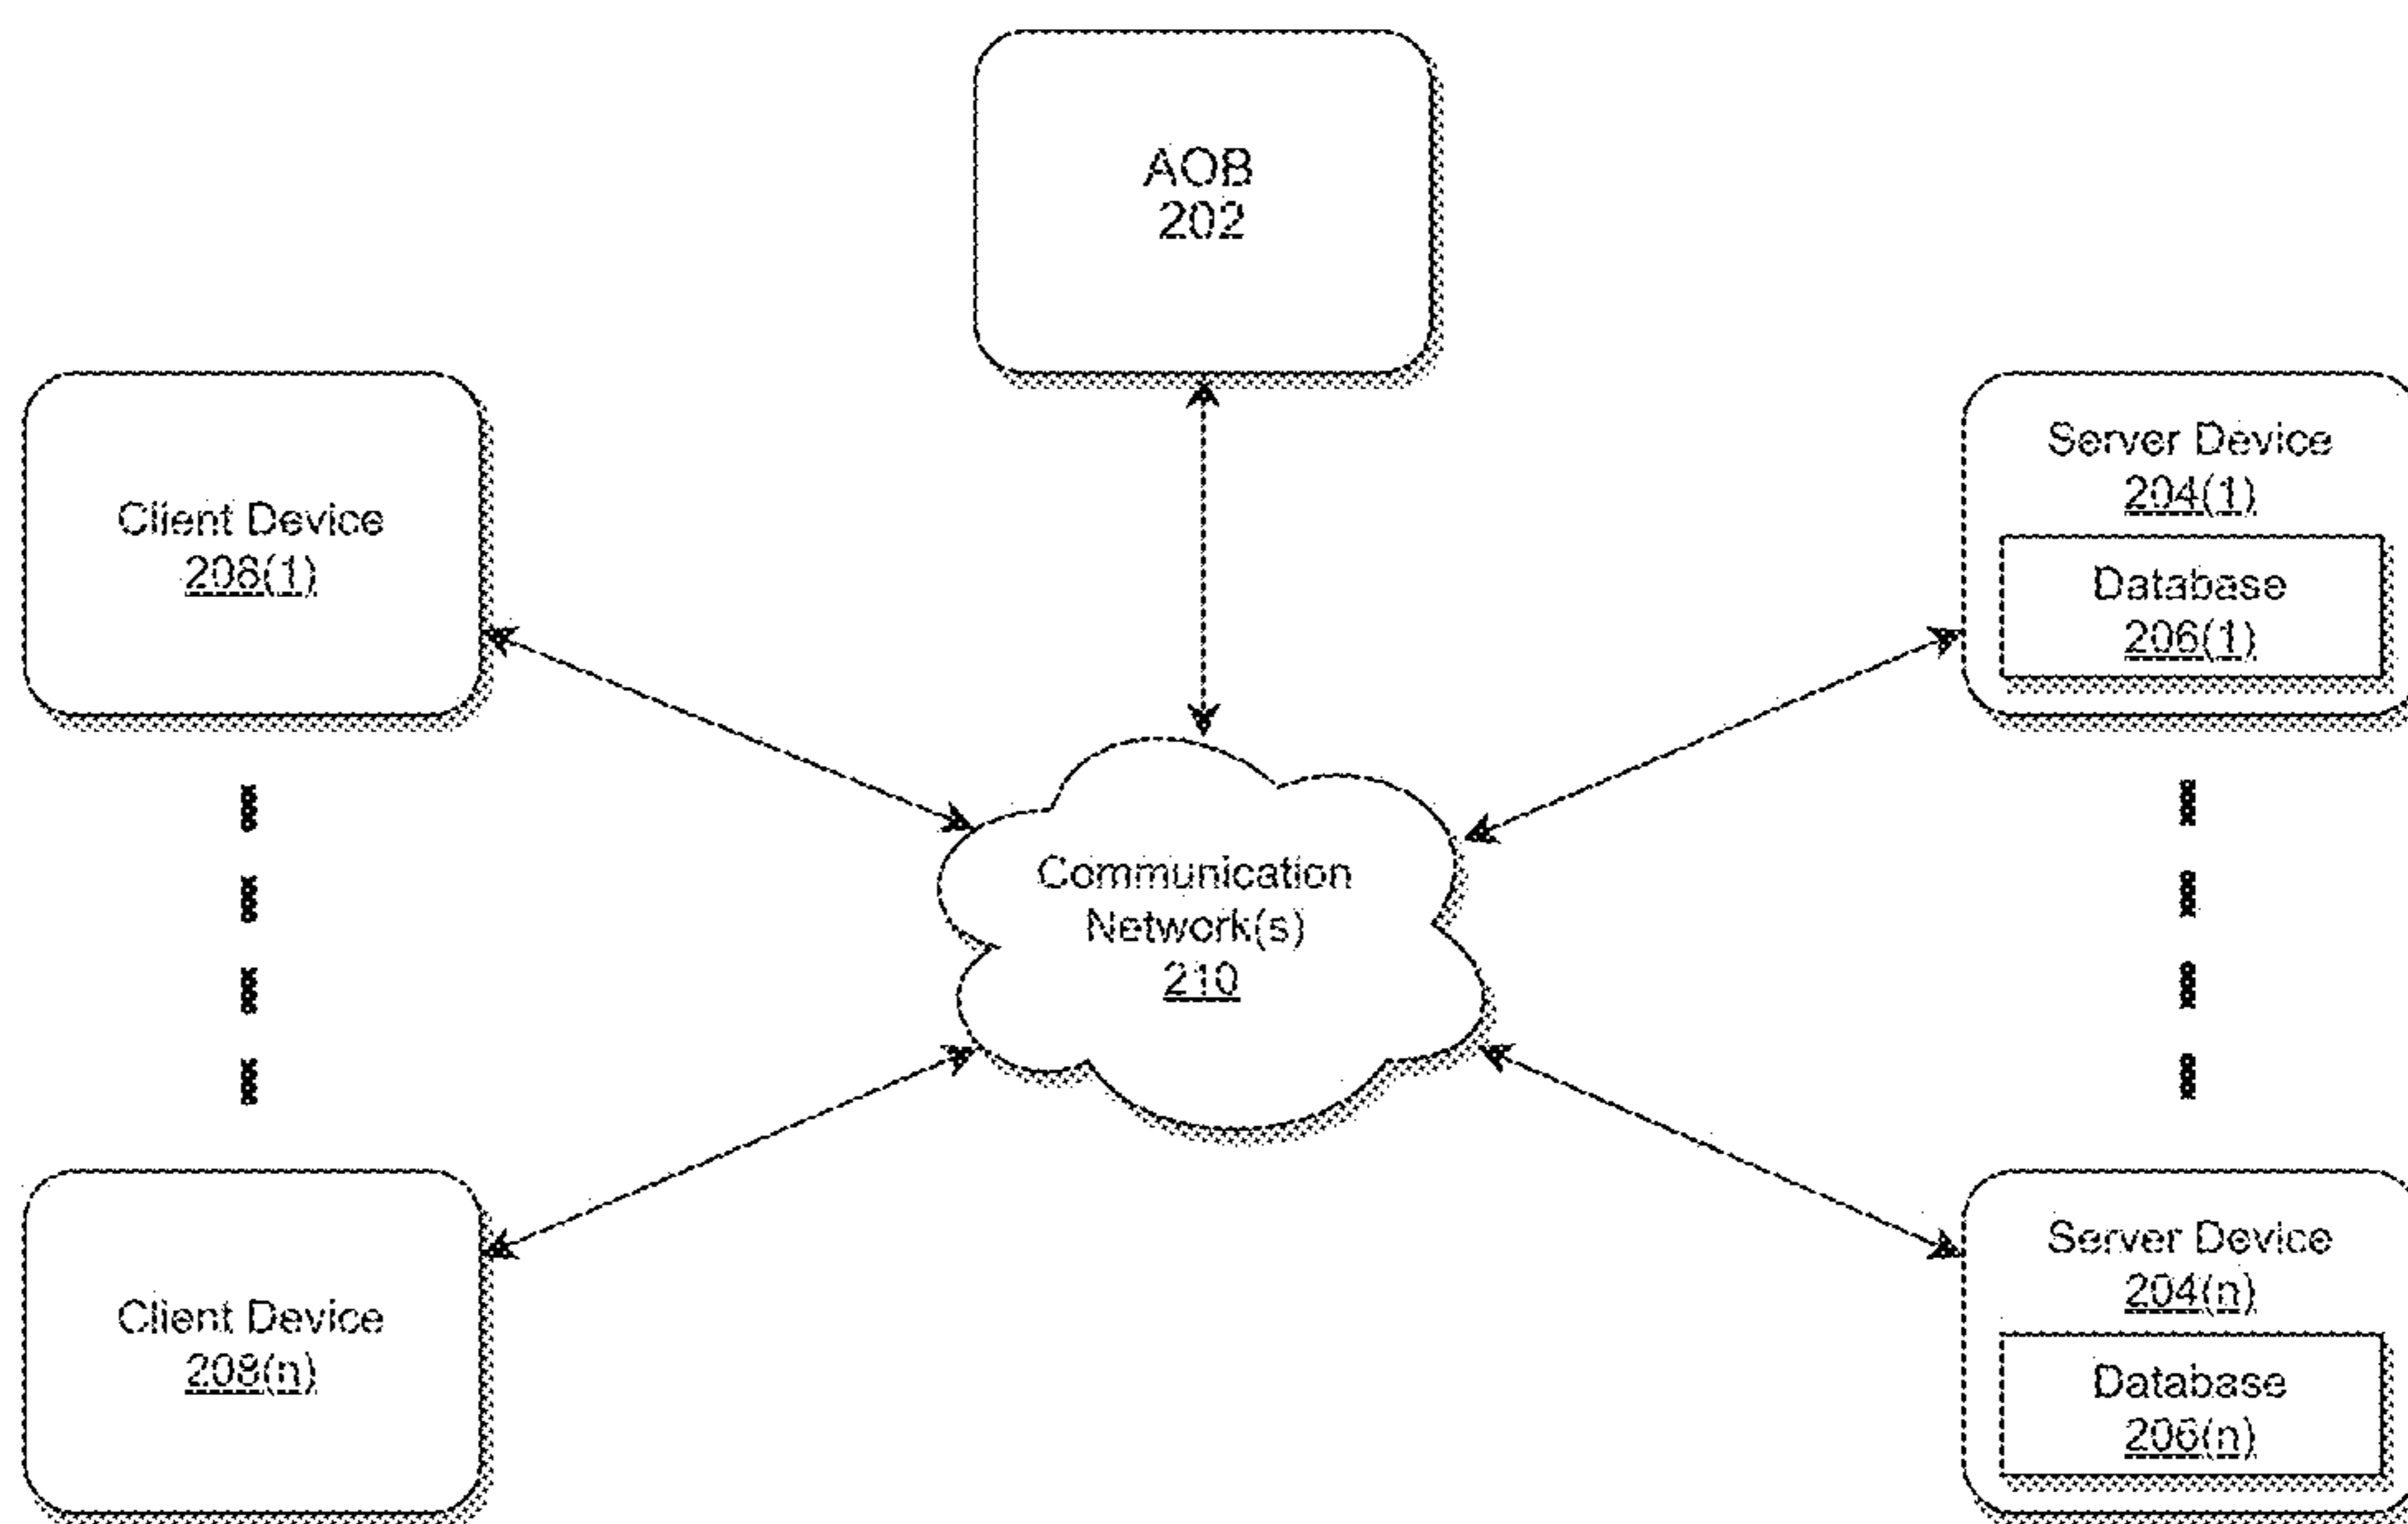 AOB
202
Client Device
208(1)
Server Device
204(1)
Database
206(1)
Communication
Network(s)
210
Client Device
208(n)
Server Device
204(n)
Database
206(n)